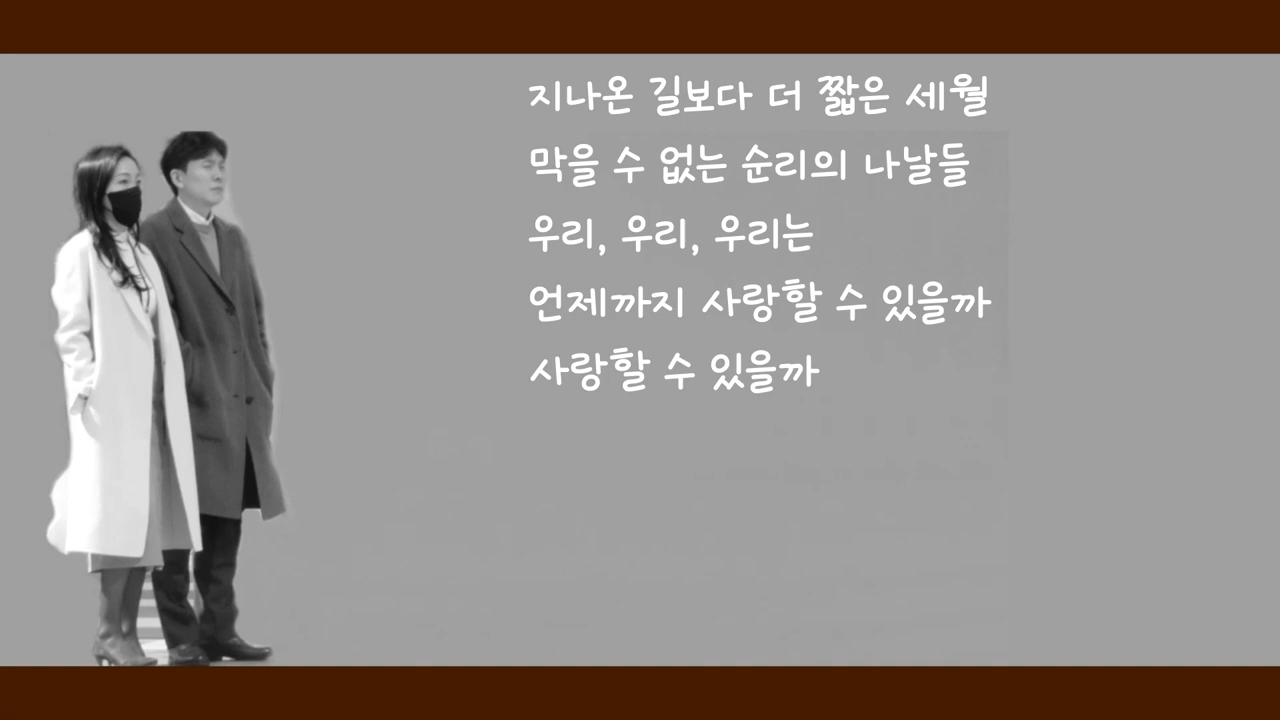 지나온 길보다 더 짧은 세월
막을 수 없는 순리의 나날들
우리, 우리, 우리는
언제까지 사랑할 수 있을까
사랑할 수 있을까